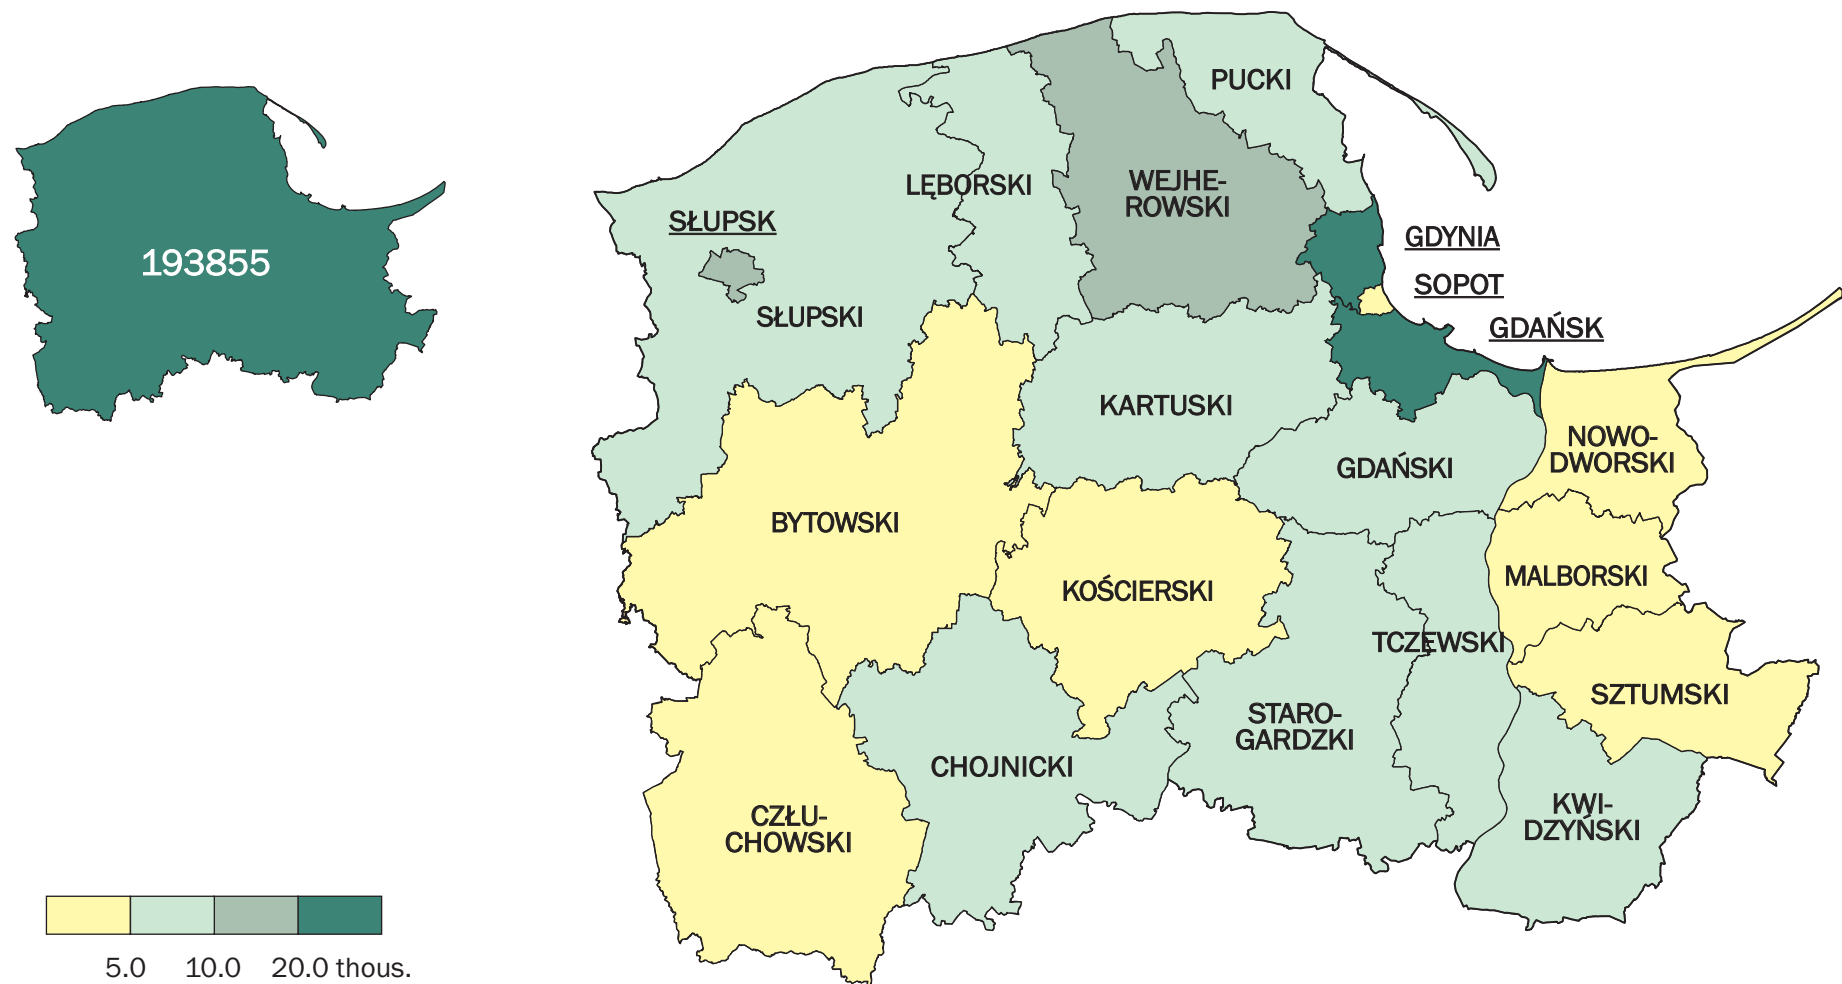 193855
PUCKI
LĘBORSKI
WEJHE-
ROWSKI
SŁUPSK
GDYNIA
SOPOT
SŁUPSKI
GDAŃSK
KARTUSKI
NOWO-
DWORSKI
GDAŃSKI
BYTOWSKI
MALBORSKI
KOŚCIERSKI
TCZEWSKI
SZTUMSKI
STARO-
GARDZKI
CHOJNICKI
CZŁU-
CHOWSKI
KWI-
DZYŃSKI
5.0 10.0 20.0 thous.